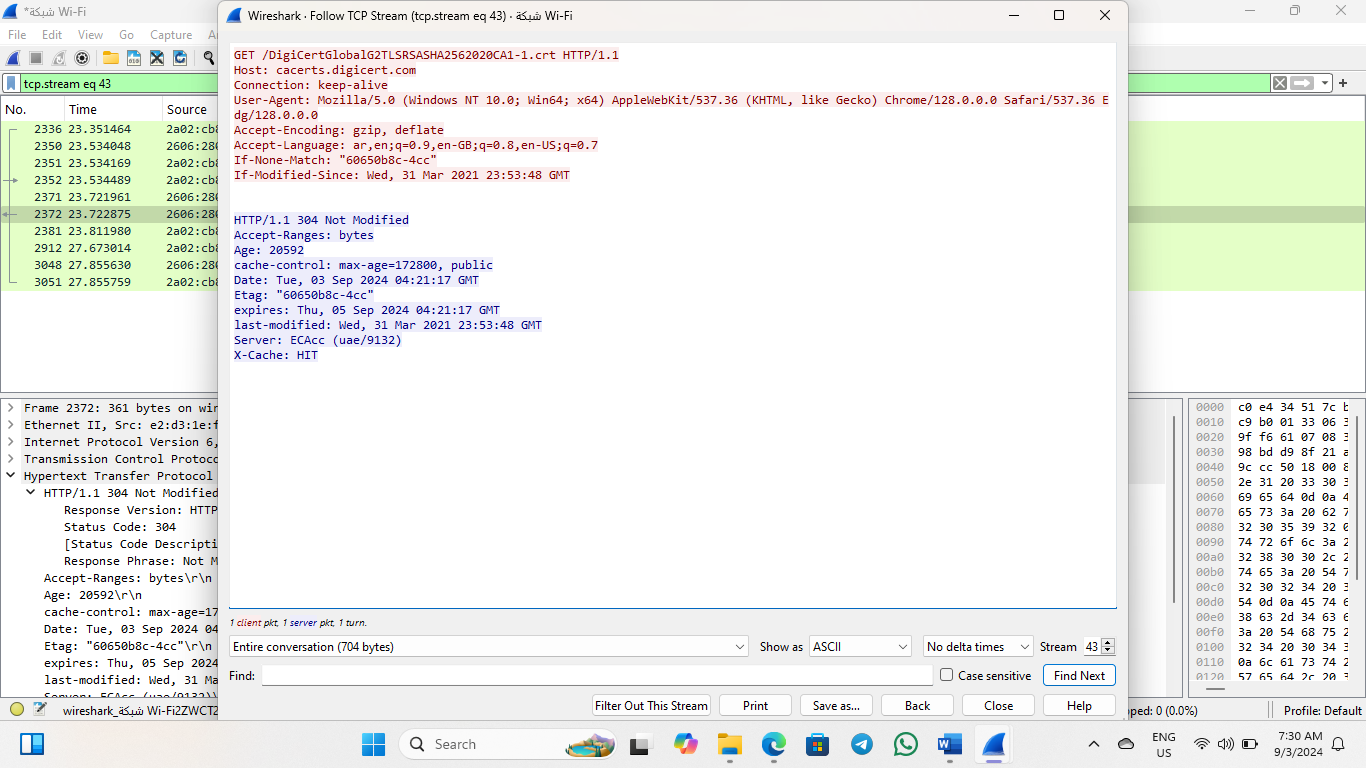 *شبكة Wi-Fi
File Edit View Go Capture
tcp.stream eq 43
No. Time Source
2336 23.351464 2a02:cb8
2350 23.534048 2606:280
2351 23.534169 2a02:cb8
2352 23.534489 2a02:cb8
2371 23.721961 2606:280
2372 23.722875 2606:280
2381 23.811980 2a02:cb8
2912 27.673014 2a02:cb8
3048 27.855630 2606:280
3051 27.855759 2a02:cb8
Wireshark · Follow TCP Stream (tcp.stream eq 43) · شبكة Wi-Fi
GET /DigiCertGlobalG2TLSRSASHA2562020CA1-1.crt HTTP/1.1
Host: cacerts.digicert.com
Connection: keep-alive
User-Agent: Mozilla/5.0 (Windows NT 10.0; Win64; x64) AppleWebKit/537.36 (KHTML, like Gecko) Chrome/128.0.0.0 Safari/537.36 E
dg/128.0.0.0
Accept-Encoding: gzip, deflate
Accept-Language: ar,en;q=0.9,en-GB;q=0.8,en-US;q=0.7
If-None-Match: "60650b8c-4cc"
If-Modified-Since: Wed, 31 Mar 2021 23:53:48 GMT
HTTP/1.1 304 Not Modified
Accept-Ranges: bytes
Age: 20592
cache-control: max-age=172800, public
Date: Tue, 03 Sep 2024 04:21:17 GMT
Etag: "60650b8c-4cc"
expires: Thu, 05 Sep 2024 04:21:17 GMT
last-modified: Wed, 31 Mar 2021 23:53:48 GMT
Server: ECAcc (uae/9132)
X-Cache: HIT
1 client pkt, 1 server pkt, 1 turn.
Entire conversation (704 bytes) Show as ASCII No delta times Stream 43
Find: Case sensitive Find Next
Filter Out This Stream Print Save as... Back Close Help
Frame 2372: 361 bytes on wir
Ethernet II, Src: e2:d3:1e:f
Internet Protocol Version 6,
Transmission Control Protoco
Hypertext Transfer Protocol
HTTP/1.1 304 Not Modified
Response Version: HTTP
Status Code: 304
[Status Code Descripti
Response Phrase: Not M
Accept-Ranges: bytes\r\n
Age: 20592\r\n
cache-control: max-age=17
Date: Tue, 03 Sep 2024 04
Etag: "60650b8c-4cc"\r\n
expires: Thu, 05 Sep 2024
last-modified: Wed, 31 Ma
Server: ECAcc (uae/9132)\
0000 c0 e4 34 51 7c b
0010 c9 b0 01 33 06 3
0020 9f f6 61 07 08 3
0030 98 bd d9 8f 21 a
0040 9c cc 50 18 00 8
0050 2e 31 20 33 30 3
0060 69 65 64 0d 0a 4
0070 65 73 3a 20 62 7
0080 32 30 35 39 32 0
0090 74 72 6f 6c 3a 2
00a0 32 38 30 30 2c 2
00b0 74 65 3a 20 54 7
00c0 32 30 32 34 20 3
00d0 54 0d 0a 45 74 6
00e0 38 63 2d 34 63 6
00f0 3a 20 54 68 75 2
0100 32 34 20 30 34 3
0110 0a 6c 61 73 74 2
0120 57 65 64 2c 20 3
wireshark_شبكة Wi-Fi2ZWCT2
pped: 0 (0.0%) Profile: Default
Search
ENG
US
7:30 AM
9/3/2024